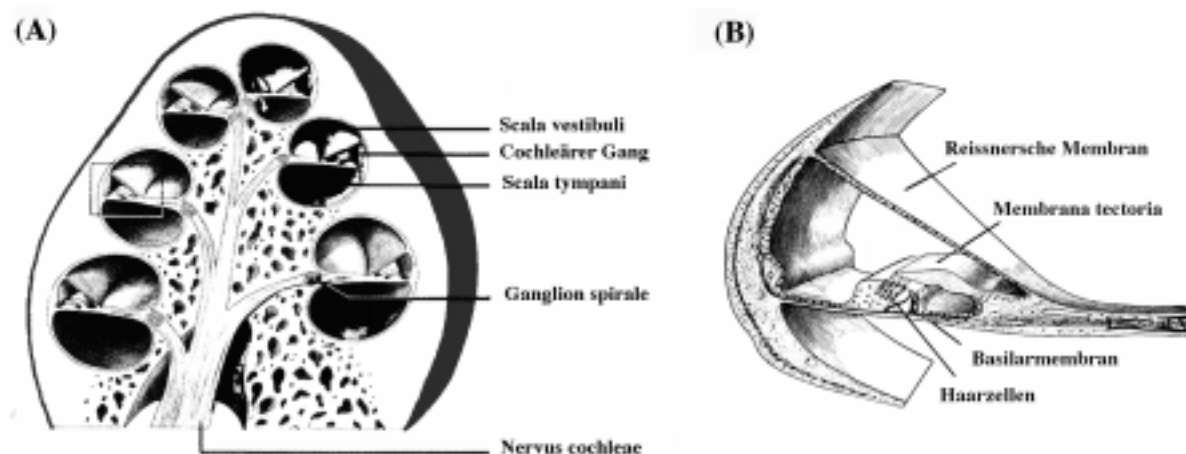 (A)
Scala vestibuli
Cochleärer Gang
Scala tympani
Ganglion spirale
Nervus cochleae
(B)
Reissnersche Membran
Membrana tectoria
Basilarmembran
Haarzellen